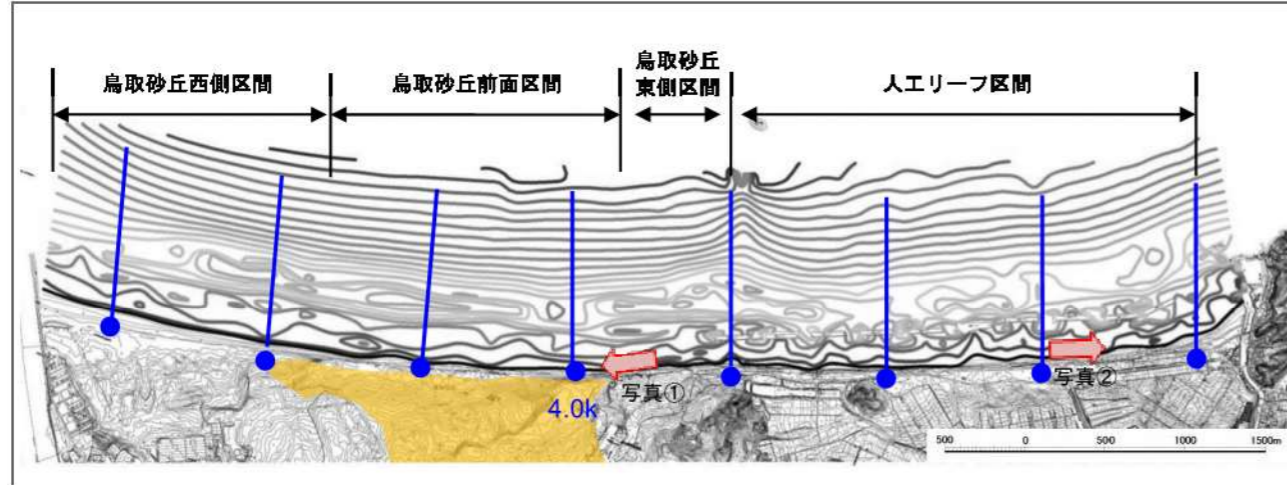 鳥取砂丘西側区間
鳥取砂丘前面区間
鳥取砂丘
東側区間
人工リーフ区間
4.0k
写真①
写真②
500 0 500 1000 1500m